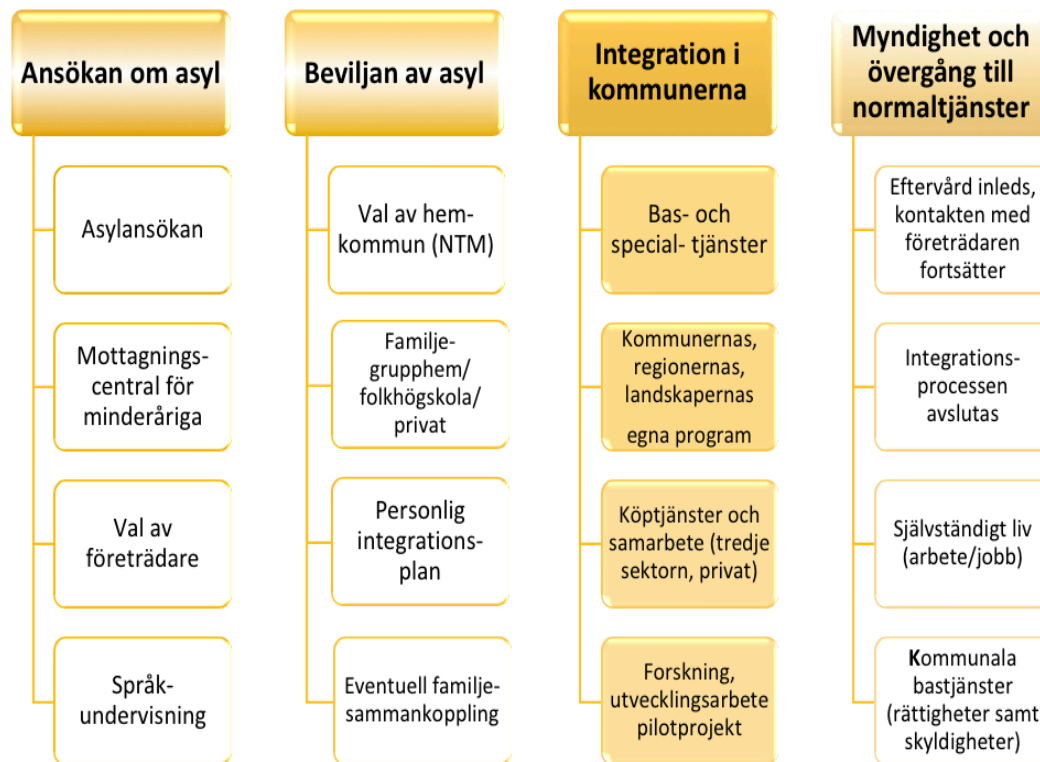 Ansökan om asyl
Asylansökan
Mottagnings-
central för
minderåriga
Val av
företrädare
Språk-
undervisning
Beviljan av asyl
Val av hem-
kommun (NTM)
Familje-
grupphem/
folkhögskola/
privat
Personlig
integrations-
plan
Eventuell familje-
sammankoppling
Integration i
kommunerna
Bas- och
special- tjänster
Kommunernas,
regionernas,
landskapernas
egna program
Köptjänster och
samarbete (tredje
sektorn, privat)
Forskning,
utvecklingsarbete
pilotprojekt
Myndighet och
övergång till
normaltjänster
Eftervård inleds,
kontakten med
företrädaren
fortsätter
Integrations-
processen
avslutas
Självständigt liv
(arbete/jobb)
Kommunala
bastjänster
(rättigheter samt
skyldigheter)